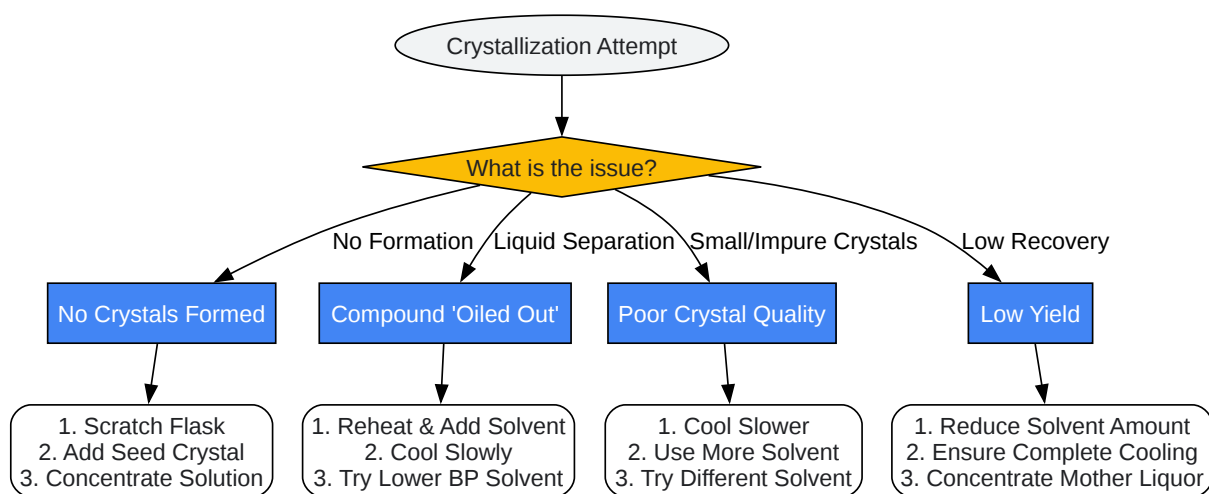 Crystallization Attempt
What is the issue?
No Formation
Liquid Separation
Small/Impure Crystals
Low Recovery
No Crystals Formed
Compound 'Oiled Out'
Poor Crystal Quality
Low Yield
1. Scratch Flask
2. Add Seed Crystal
3. Concentrate Solution
1. Reheat & Add Solvent
2. Cool Slowly
3. Try Lower BP Solvent
1. Cool Slower
2. Use More Solvent
3. Try Different Solvent
1. Reduce Solvent Amount
2. Ensure Complete Cooling
3. Concentrate Mother Liquor